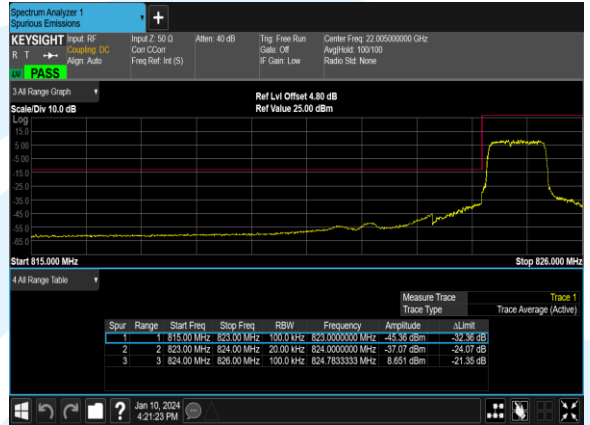 Spectrum Analyzer 1
Spurious Emissions
+
KEYSIGHT Input: RF Input Z: 50 Ω Atten: 40 dB Trig: Free Run Center Freq: 22.005000000 GHz
R T Coupling: DC Corr CCorr Gate: Off Avg|Hold: 100/100
Align: Auto Freq Ref: Int (S) IF Gain: Low Radio Std: None
PASS
3 All Range Graph
Ref Lvl Offset 4.80 dB
Scale/Div 10.0 dB Ref Value 25.00 dBm
Log
15.0
5.00
-5.00
-15.0
-25.0
-35.0
-45.0
-55.0
-65.0
Start 815.000 MHz Stop 826.000 MHz
4 All Range Table
Measure Trace Trace 1
Trace Type Trace Average (Active)
Spur Range Start Freq Stop Freq RBW Frequency Amplitude ΔLimit
1 1 815.00 MHz 823.00 MHz 100.0 kHz 823.0000000 MHz -45.36 dBm -32.36 dB
2 2 823.00 MHz 824.00 MHz 20.00 kHz 824.0000000 MHz -37.07 dBm -24.07 dB
3 3 824.00 MHz 826.00 MHz 100.0 kHz 824.7833333 MHz 8.651 dBm -21.35 dB
?
Jan 10, 2024
4:21:23 PM